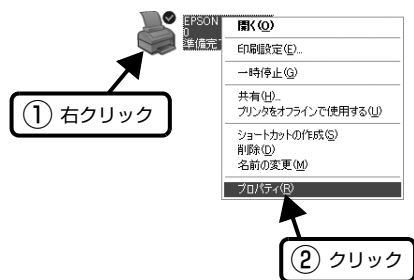 EPSON
0
準備完
開く(O)
印刷設定(E)...
一時停止(G)
共有(H)...
プリンタをオフラインで使用する(U)
ショートカットの作成(S)
削除(D)
名前の変更(M)
プロパティ(R)
① 右クリック
② クリック